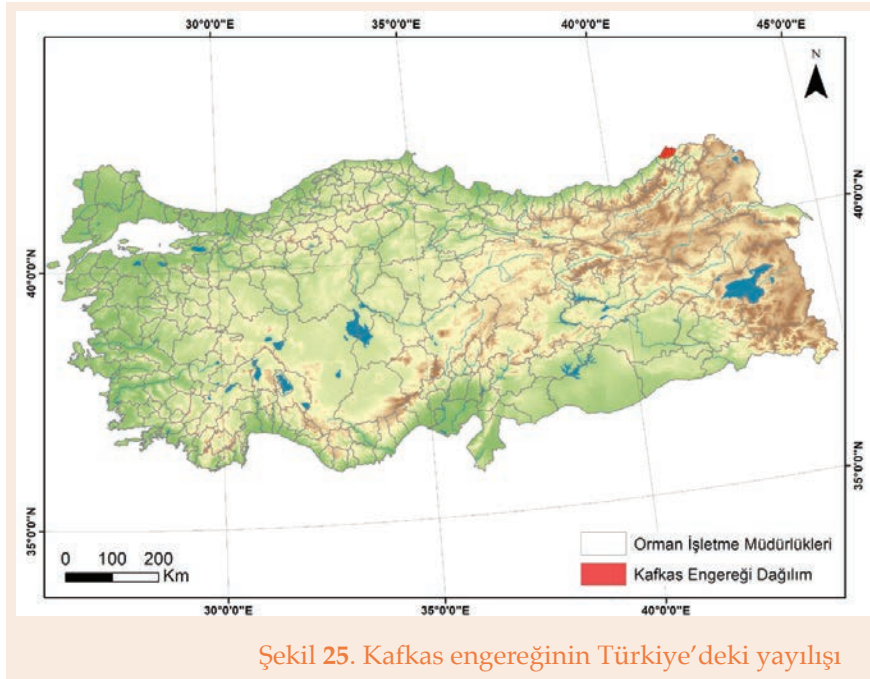 30°0'0"E 35°0'0"E 40°0'0"E 45°0'0"E
N
40°0'0"N
40°0'0"N
35°0'0"N
35°0'0"N
0 100 200
Km
Orman İşletme Müdürlükleri
Kafkas Engereği Dağılım
30°0'0"E 35°0'0"E 40°0'0"E
Şekil 25. Kafkas engereğinin Türkiye’deki yayılışı